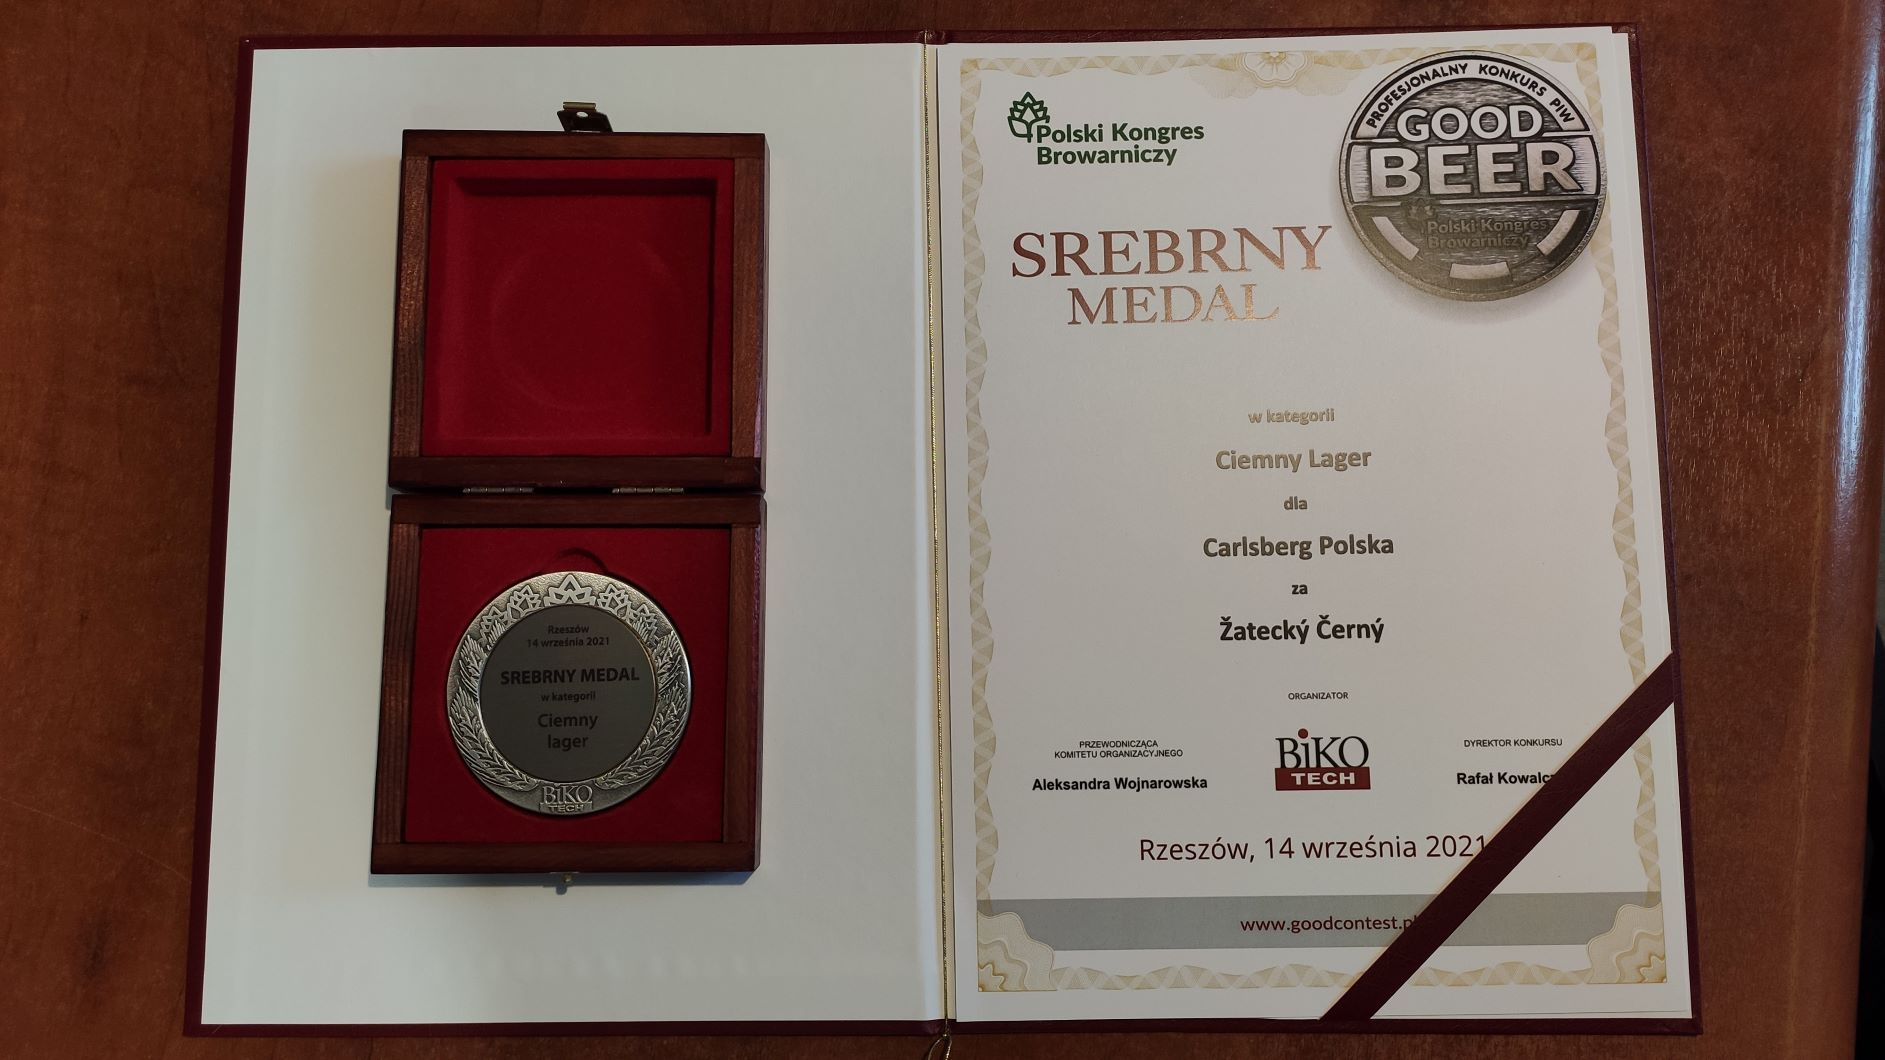 Rzeszów
14 września 2021
SREBRNY MEDAL
w kategorii
Ciemny
lager
BiKO
TECH
Polski Kongres
Browarniczy
PROFESJONALNY KONKURS PIW
GOOD
BEER
Polski Kongres
Browarniczy
SREBRNY
MEDAL
w kategorii
Ciemny Lager
dla
Carlsberg Polska
za
Žatecký Černý
ORGANIZATOR
PRZEWODNICZĄCA
KOMITETU ORGANIZACYJNEGO
Aleksandra Wojnarowska
BiKO
TECH
DYREKTOR KONKURSU
Rafał
Rzeszów, 14 września 2021
www.goodcontest.p